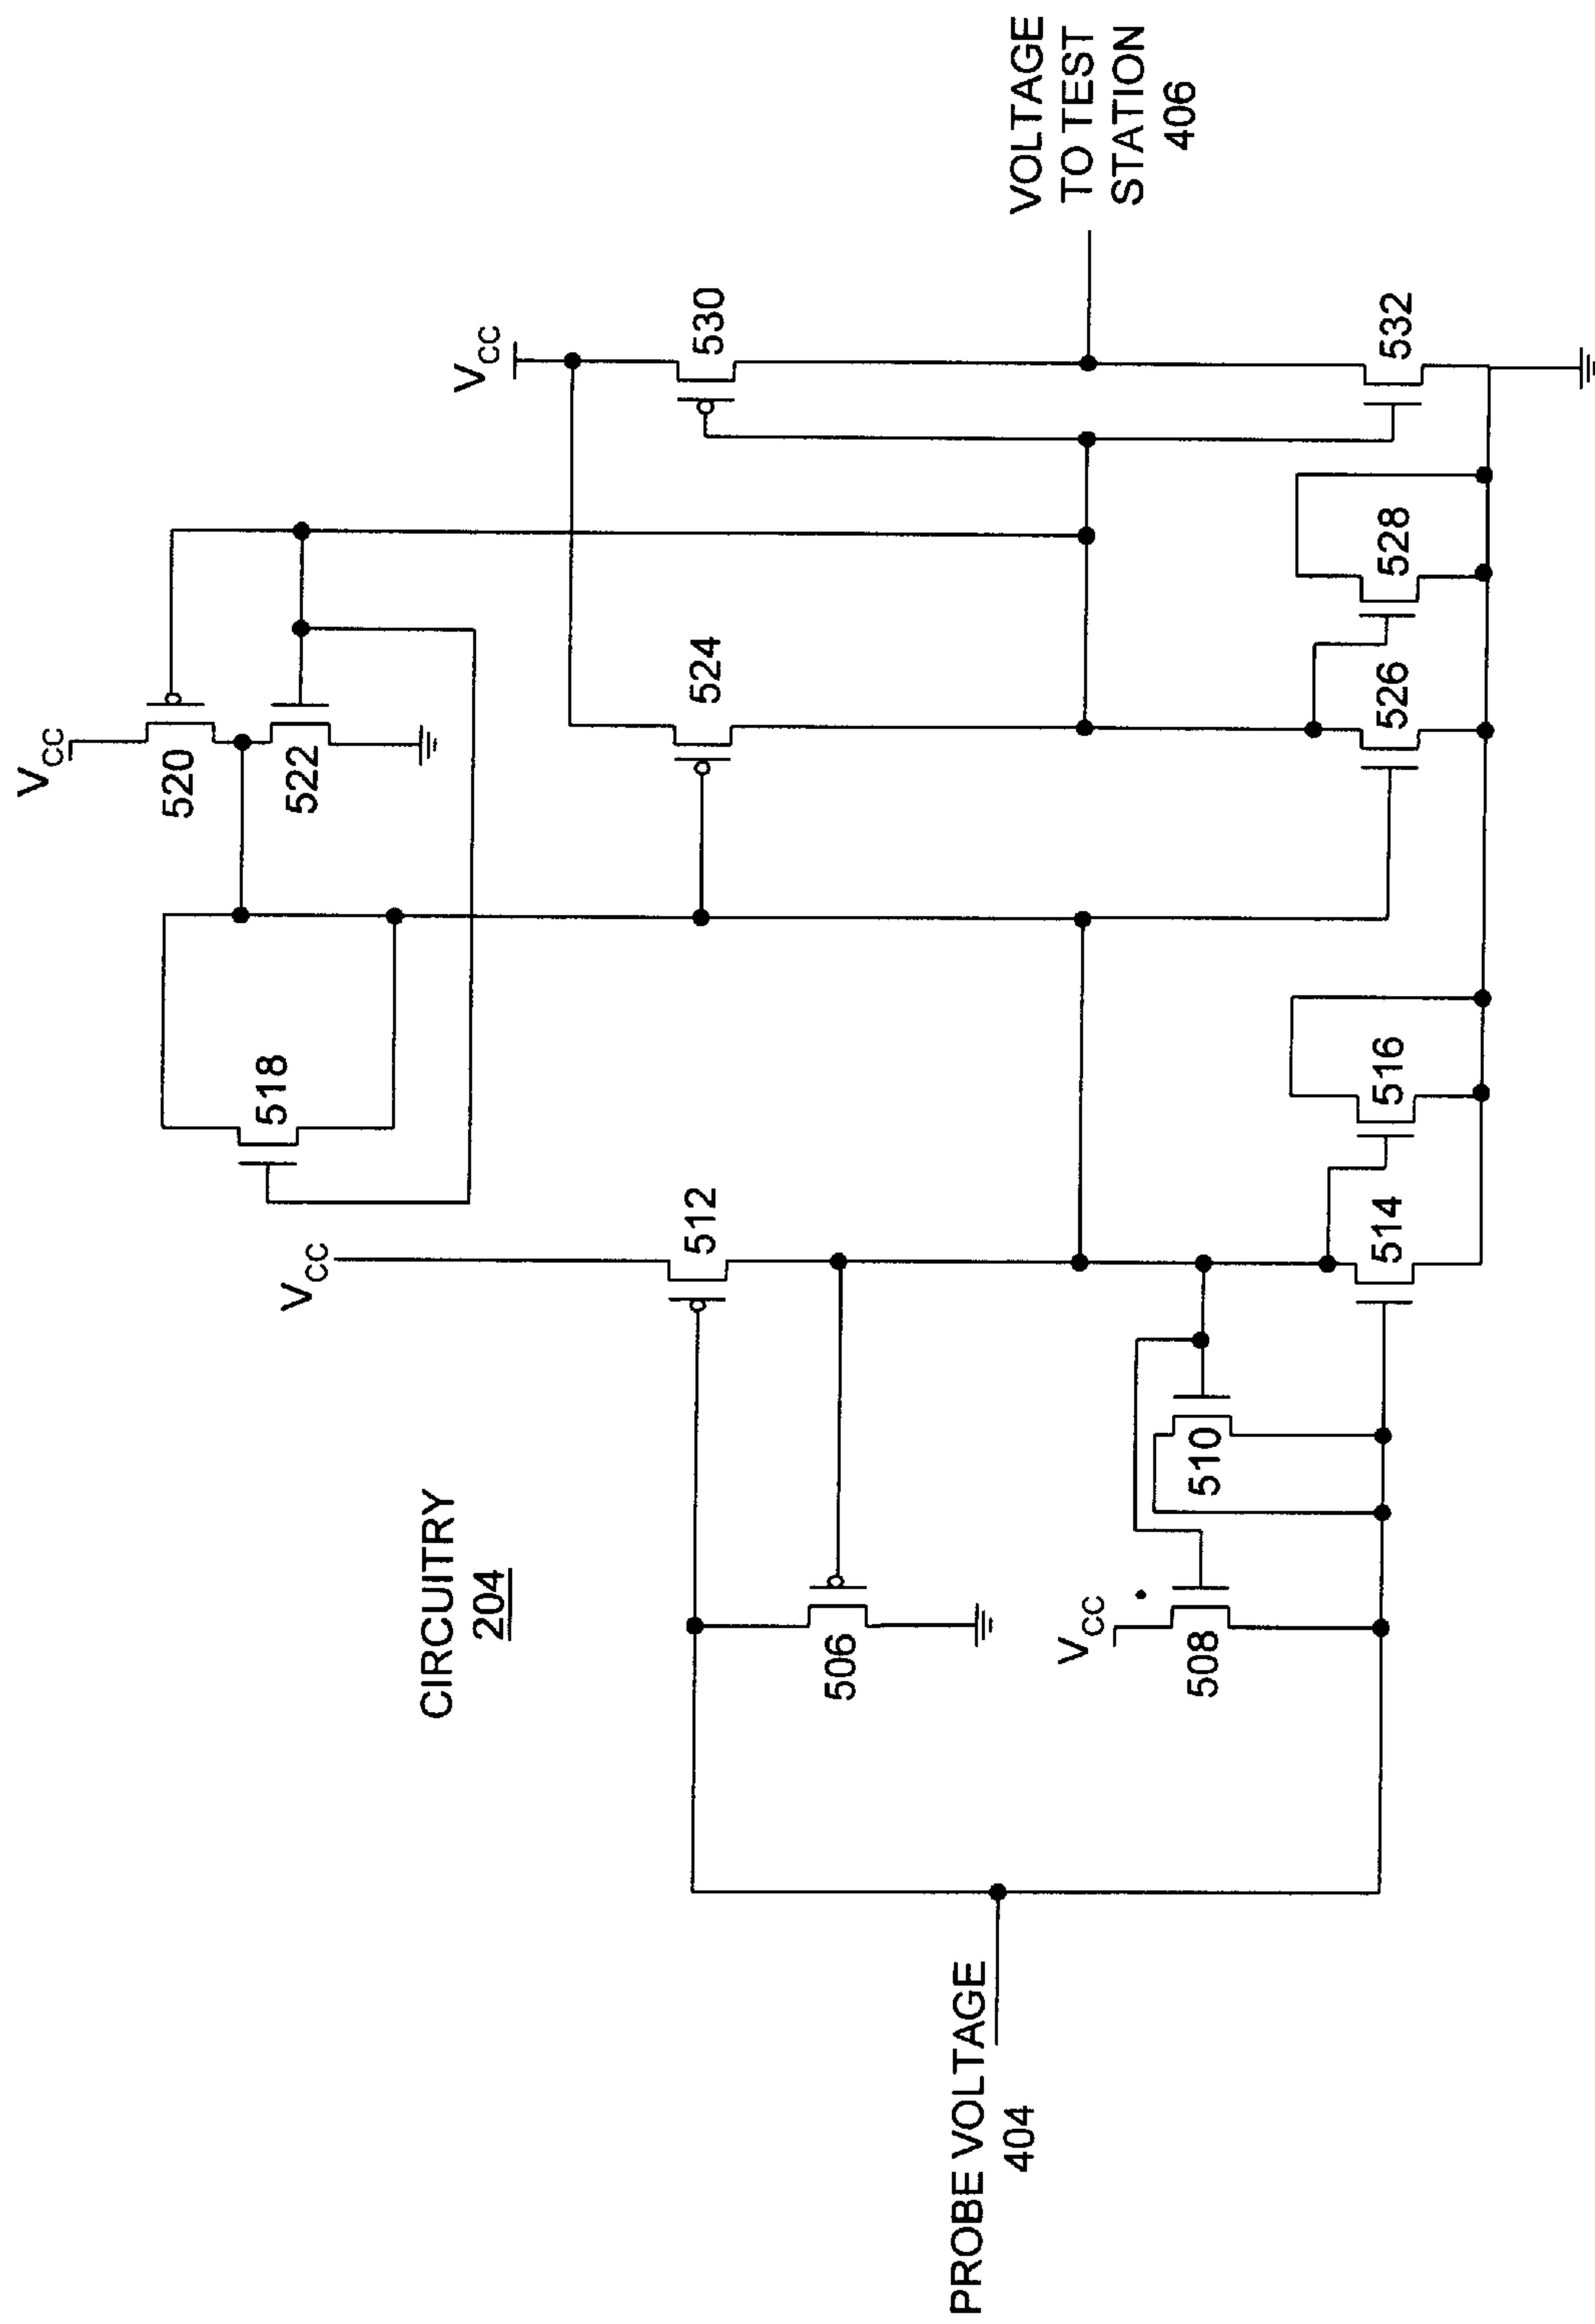 CIRCUITRY
204
PROBE VOLTAGE
404
VCC
506
VCC
508
510
VCC
512
514
516
518
VCC
520
522
524
526
528
VCC
530
532
VOLTAGE
TO TEST
STATION
406